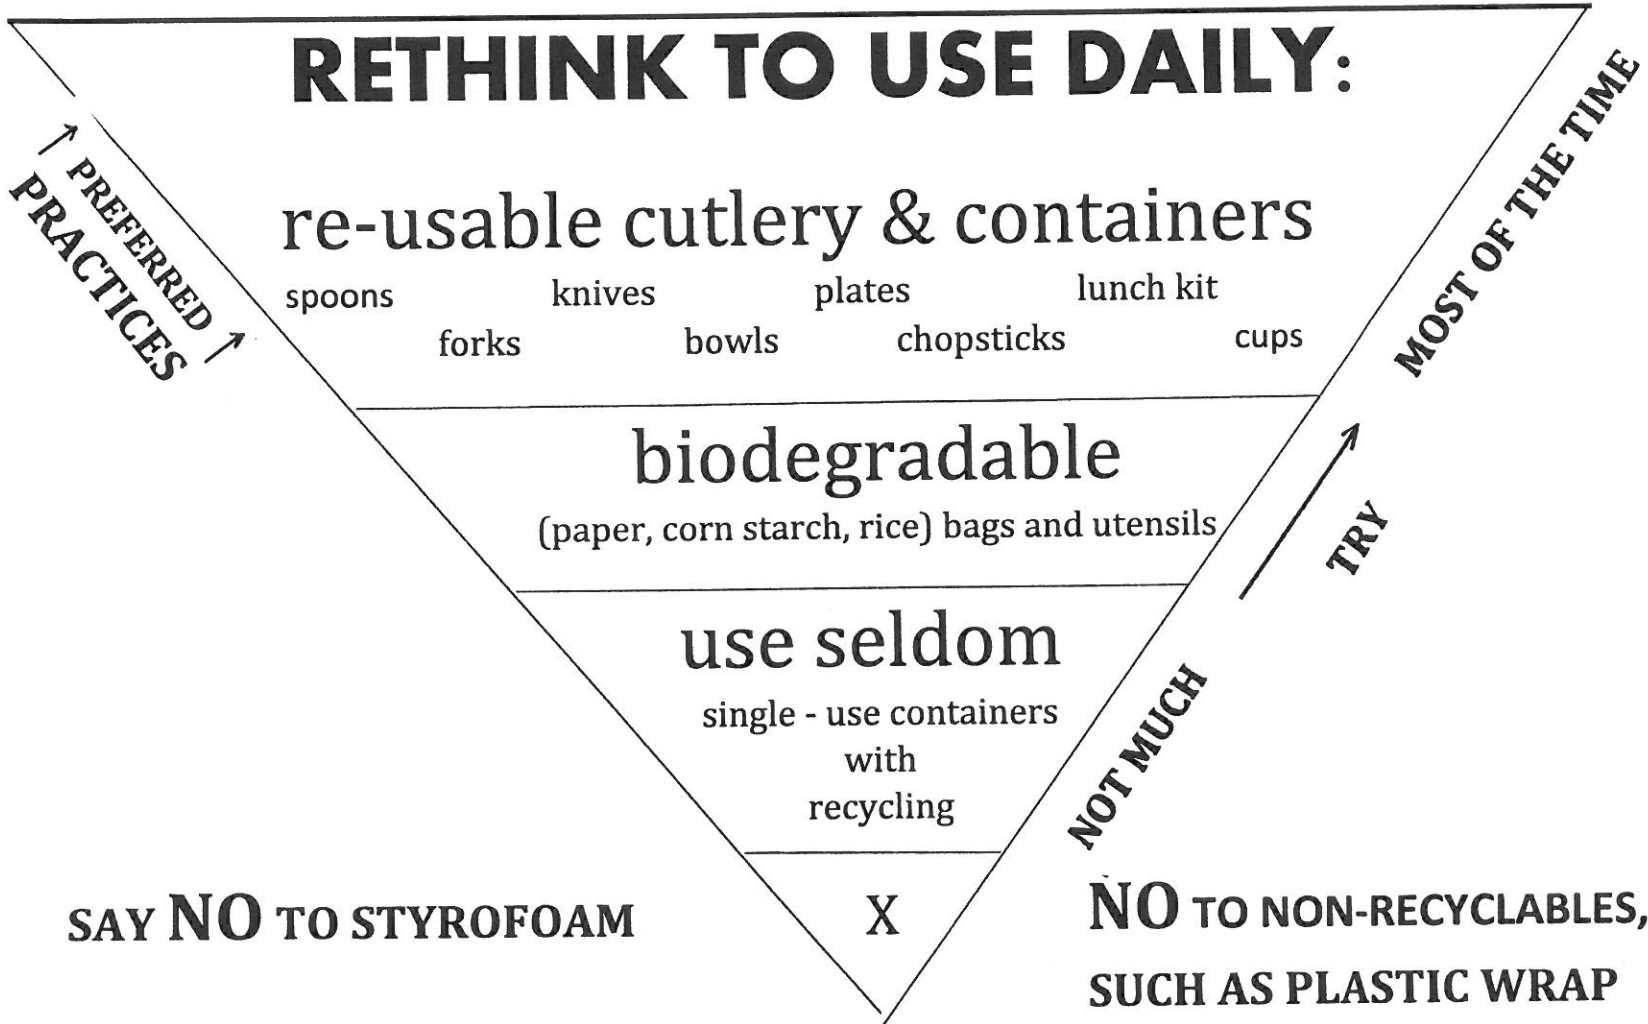 RETHINK TO USE DAILY:
↑ PREFERRED ↑
PRACTICES
re-usable cutlery & containers
spoons knives plates lunch kit
forks bowls chopsticks cups
MOST OF THE TIME
biodegradable
(paper, corn starch, rice) bags and utensils
TRY
use seldom
single - use containers
with
recycling
NOT MUCH
X
SAY NO TO STYROFOAM
NO TO NON-RECYCLABLES,
SUCH AS PLASTIC WRAP